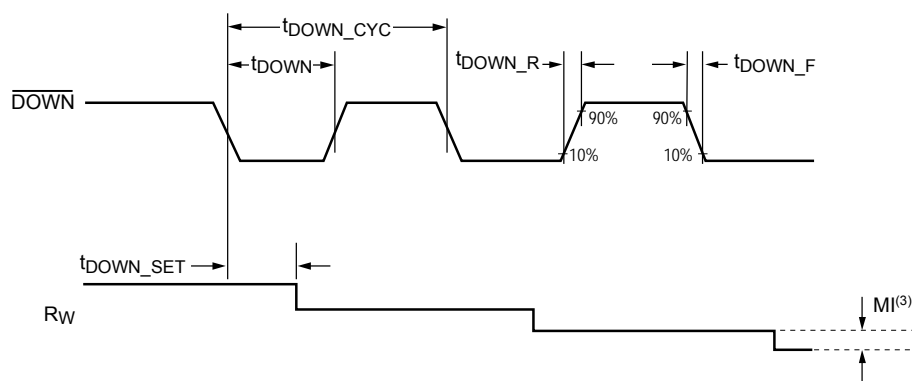 tDOWN_CYC
tDOWN
tDOWN_R
tDOWN_F
DOWN
90%
90%
10%
10%
tDOWN_SET
RW
MI(3)